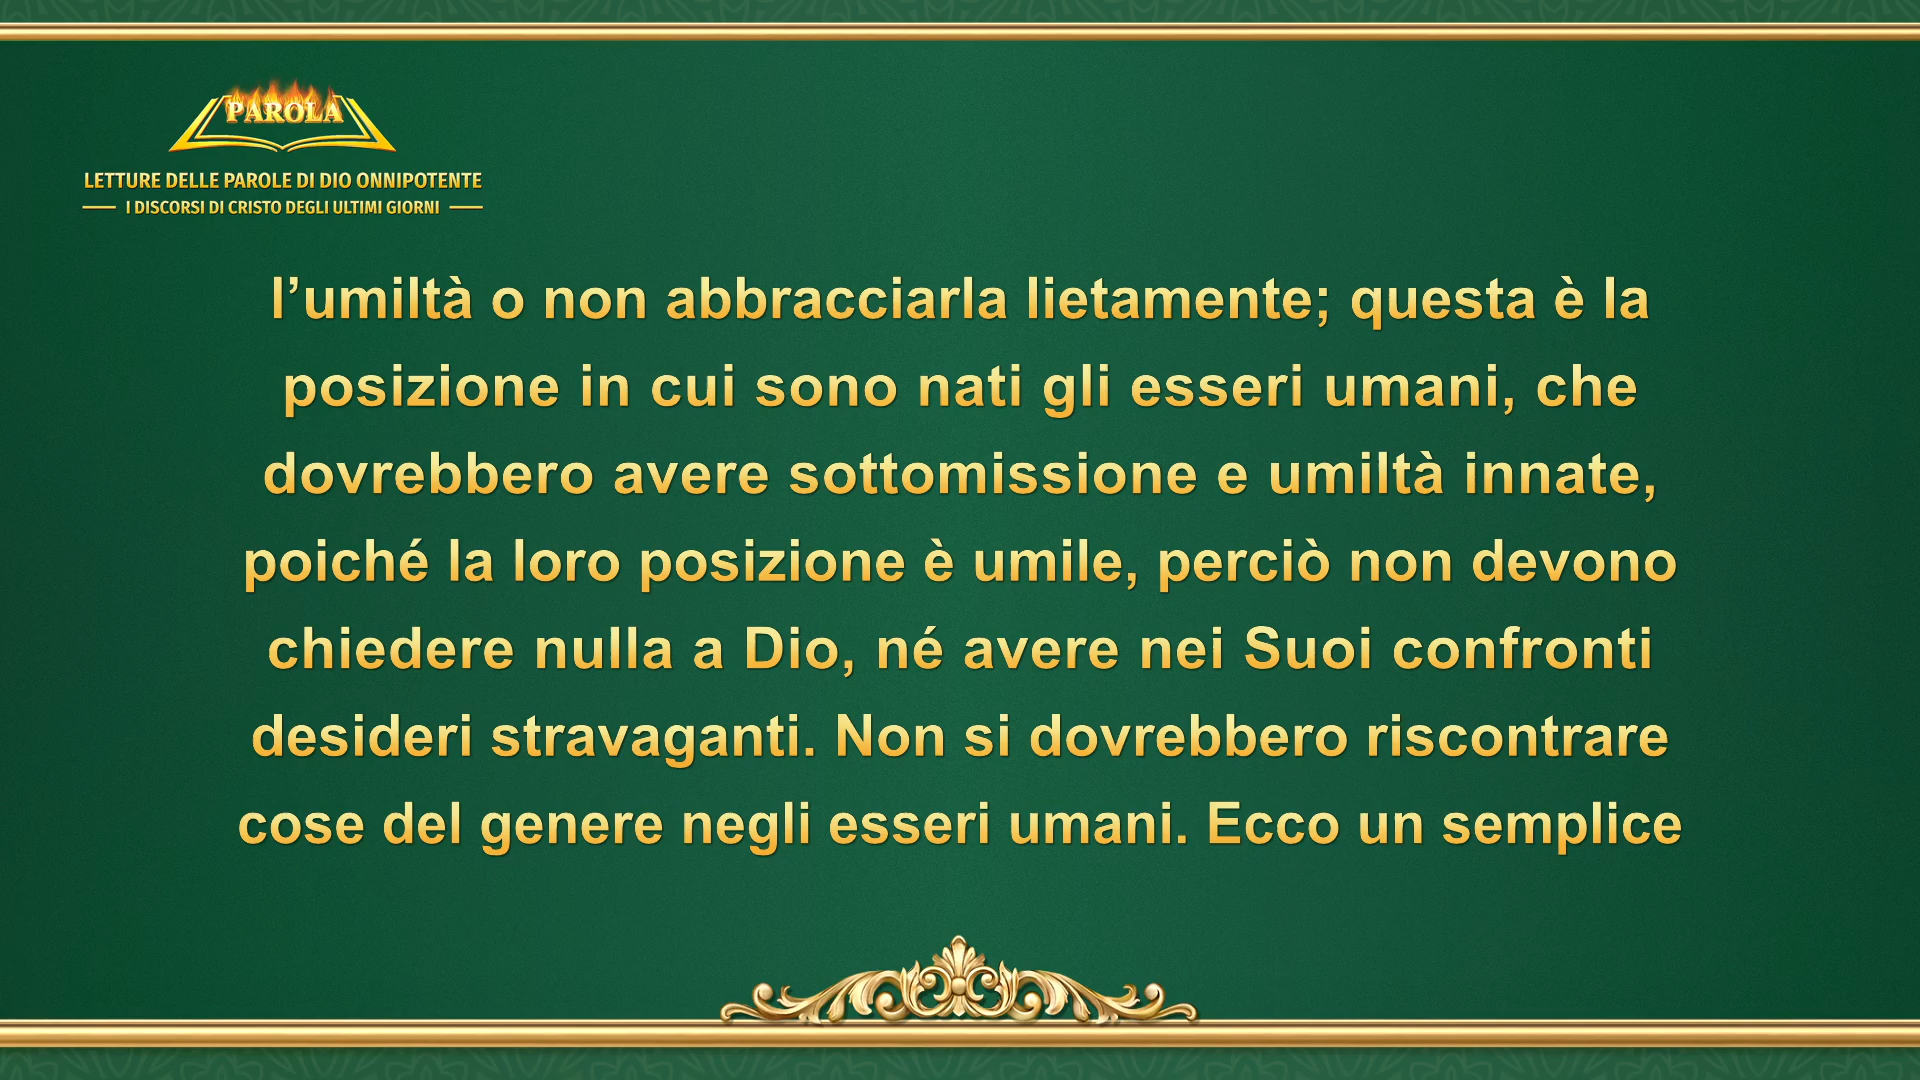 PAROLA
LETTURE DELLE PAROLE DI DIO ONNIPOTENTE
I DISCORSI DI CRISTO DEGLI ULTIMI GIORNI
l’umiltà o non abbracciarla lietamente; questa è la
posizione in cui sono nati gli esseri umani, che
dovrebbero avere sottomissione e umiltà innate,
poiché la loro posizione è umile, perciò non devono
chiedere nulla a Dio, né avere nei Suoi confronti
desideri stravaganti. Non si dovrebbero riscontrare
cose del genere negli esseri umani. Ecco un semplice